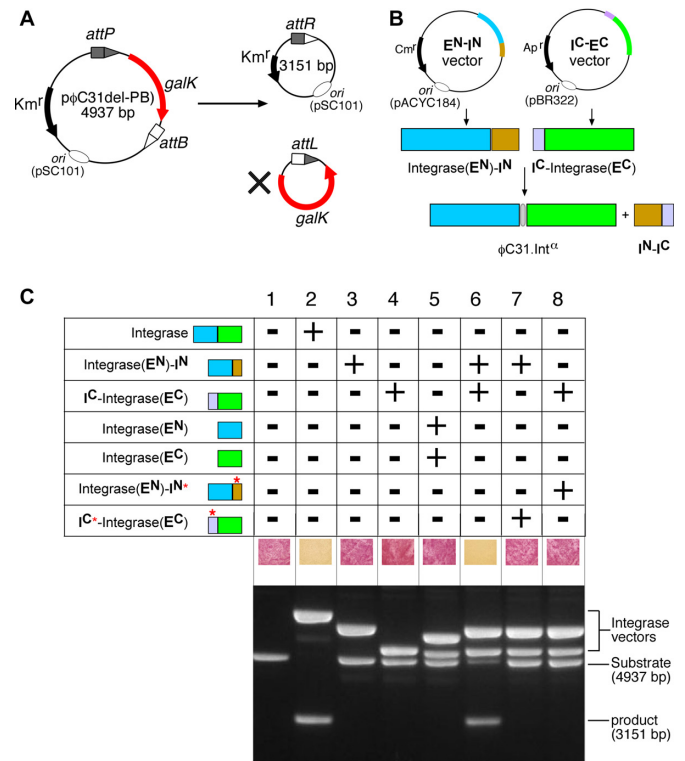 A
attP
galK
Kmr
pϕC31del-PB)
4937 bp
attB
ori
(pSC101)
attR
Kmr
3151 bp
ori
(pSC101)
attL
galK
B
Cmr
EN-IN
vector
ori
(pACYC184)
Apr
IC-EC
vector
ori
(pBR322)
Integrase(EN)-IN
IC-Integrase(EC)
+
ϕC31.Intα
IN-IC
C
1 2 3 4 5 6 7 8
Integrase - + - - - - - -
Integrase(EN)-IN - - + - - + + -
IC-Integrase(EC) - - - + - + - +
Integrase(EN) - - - - + - - -
Integrase(EC) - - - - + - - -
Integrase(EN)-IN* - - - - - - - +
IC*-Integrase(EC) - - - - - - + -
Integrase
vectors
Substrate
(4937 bp)
product
(3151 bp)